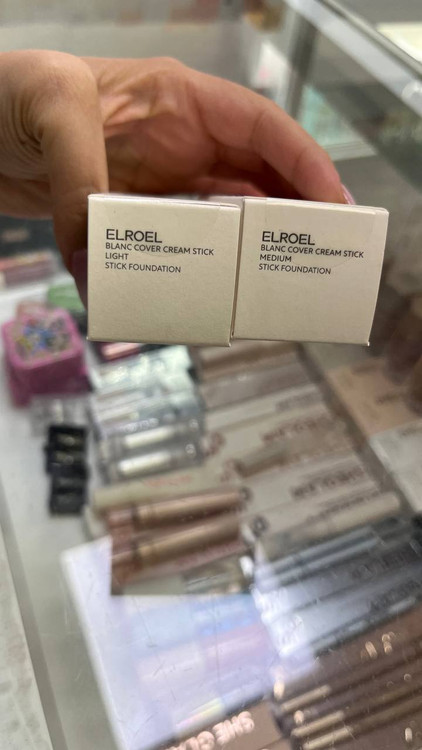 ELROEL
BLANC COVER CREAM STICK
LIGHT
STICK FOUNDATION
ELROEL
BLANC COVER CREAM STICK
MEDIUM
STICK FOUNDATION